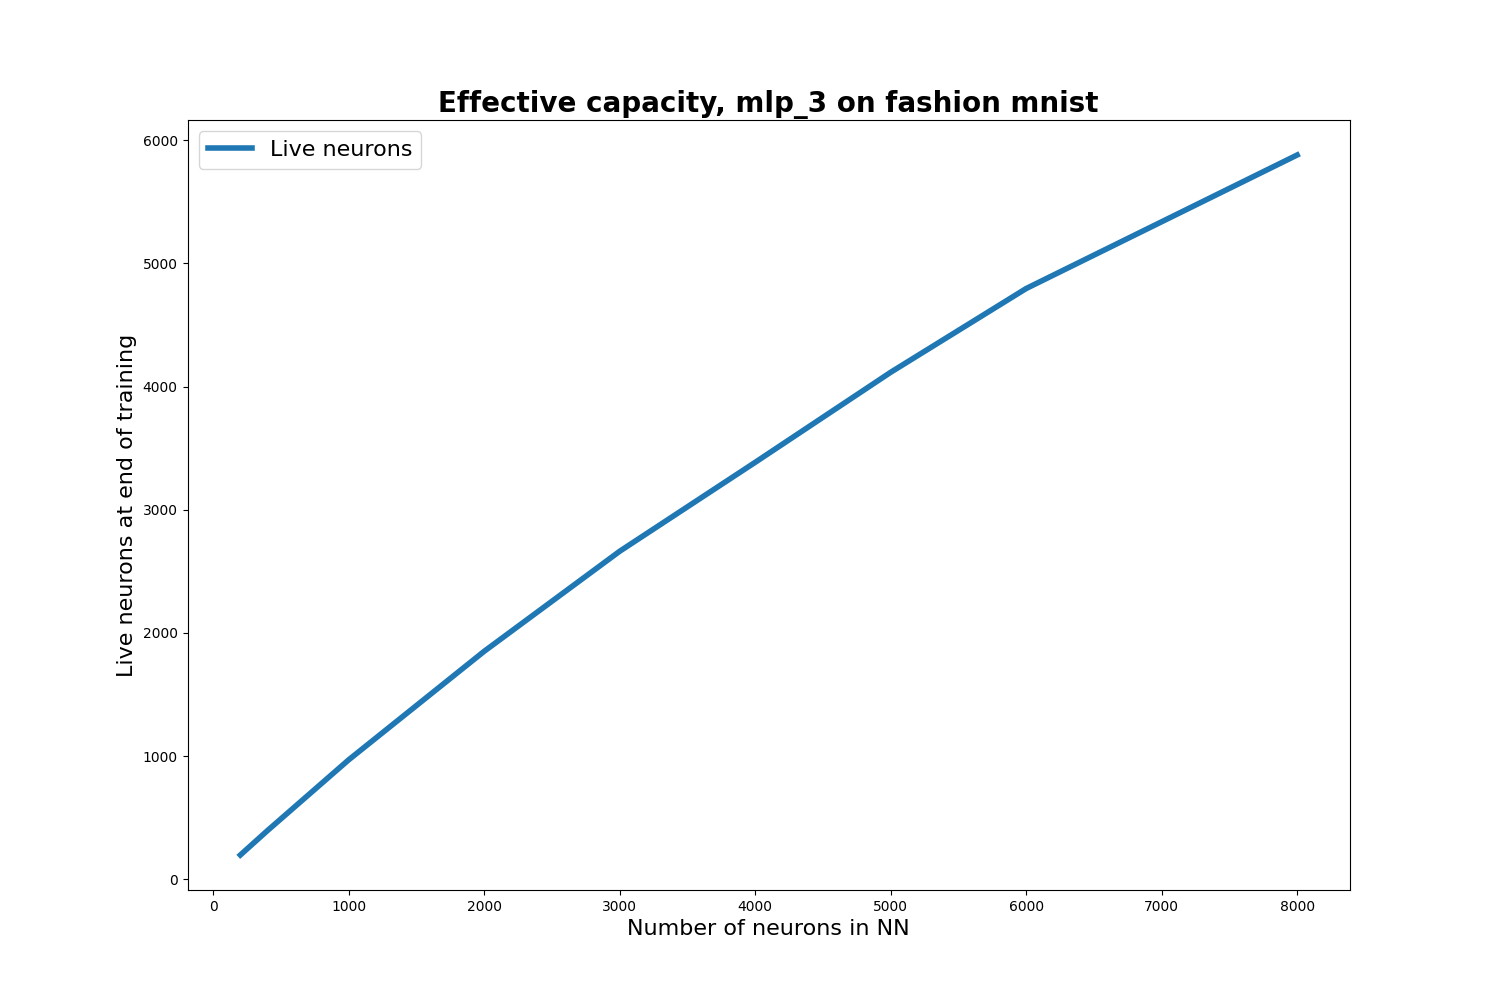 Effective capacity, mlp_3 on fashion mnist
Live neurons
6000
5000
4000
3000
2000
1000
0
Live neurons at end of training
0 1000 2000 3000 4000 5000 6000 7000 8000
Number of neurons in NN